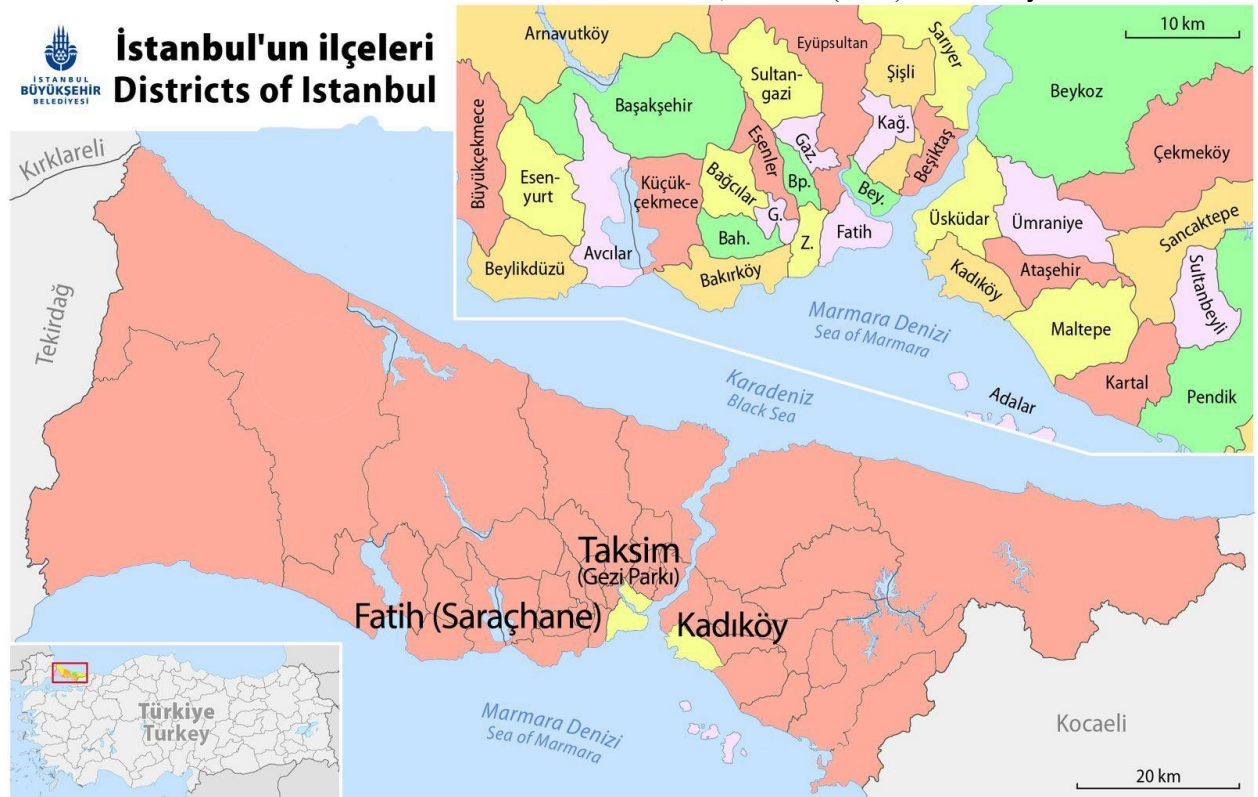 İSTANBUL
BÜYÜKŞEHİR
BELEDİYESİ
İstanbul'un ilçeleri
Districts of Istanbul
10 km
Arnavutköy
Eyüpsultan
Sarıyer
Şişli
Sultan-
gazi
Beykoz
Başakşehir
Büyükçekmece
Kağ.
Gaz.
Esenler
Beşiktaş
Çekmeköy
Esen-
yurt
Küçük-
çekmece
Bağcılar
Bp.
Bey.
G.
Üsküdar
Ümraniye
Sancaktepe
Avcılar
Bah.
Z.
Fatih
Beylikdüzü
Bakırköy
Kadıköy
Ataşehir
Sultanbeyli
Marmara Denizi
Sea of Marmara
Maltepe
Kartal
Pendik
Adalar
Kırklareli
Tekirdağ
Karadeniz
Black Sea
Taksim
(Gezi Parkı)
Fatih (Saraçhane)
Kadıköy
Marmara Denizi
Sea of Marmara
Kocaeli
Türkiye
Turkey
20 km